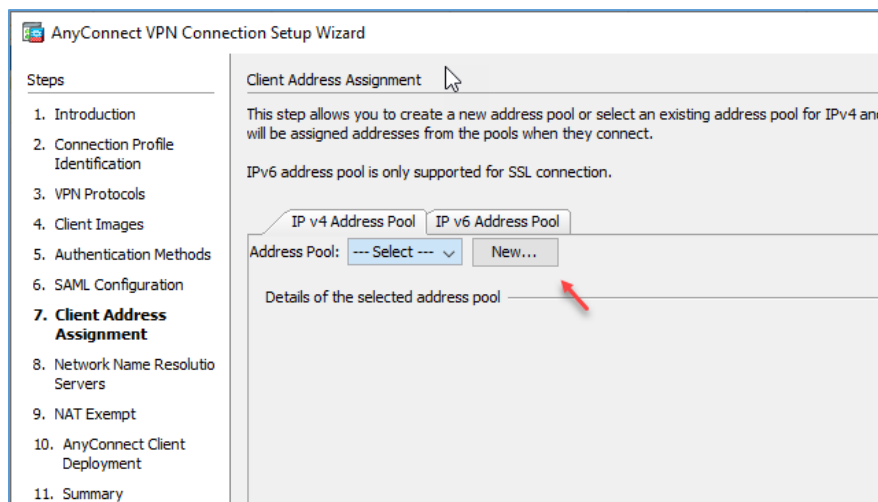 AnyConnect VPN Connection Setup Wizard
Steps
1. Introduction
2. Connection Profile
Identification
3. VPN Protocols
4. Client Images
5. Authentication Methods
6. SAML Configuration
7. Client Address
Assignment
8. Network Name Resolutio
Servers
9. NAT Exempt
10. AnyConnect Client
Deployment
11. Summary
Client Address Assignment
This step allows you to create a new address pool or select an existing address pool for IPv4 and
will be assigned addresses from the pools when they connect.
IPv6 address pool is only supported for SSL connection.
IP v4 Address Pool IP v6 Address Pool
Address Pool: --- Select --- New...
Details of the selected address pool